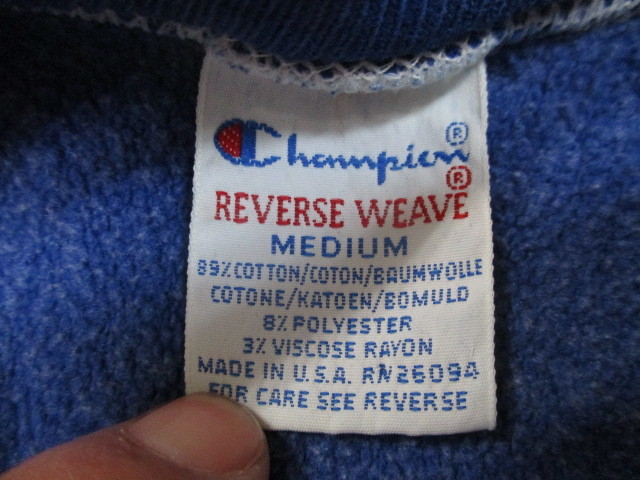 Champion®
REVERSE WEAVE®
MEDIUM
89%COTTON/COTON/BAUMWOLLE
COTONE/KATOEN/BOMULD
8% POLYESTER
3% VISCOSE RAYON
MADE IN U.S.A. RN26094
FOR CARE SEE REVERSE